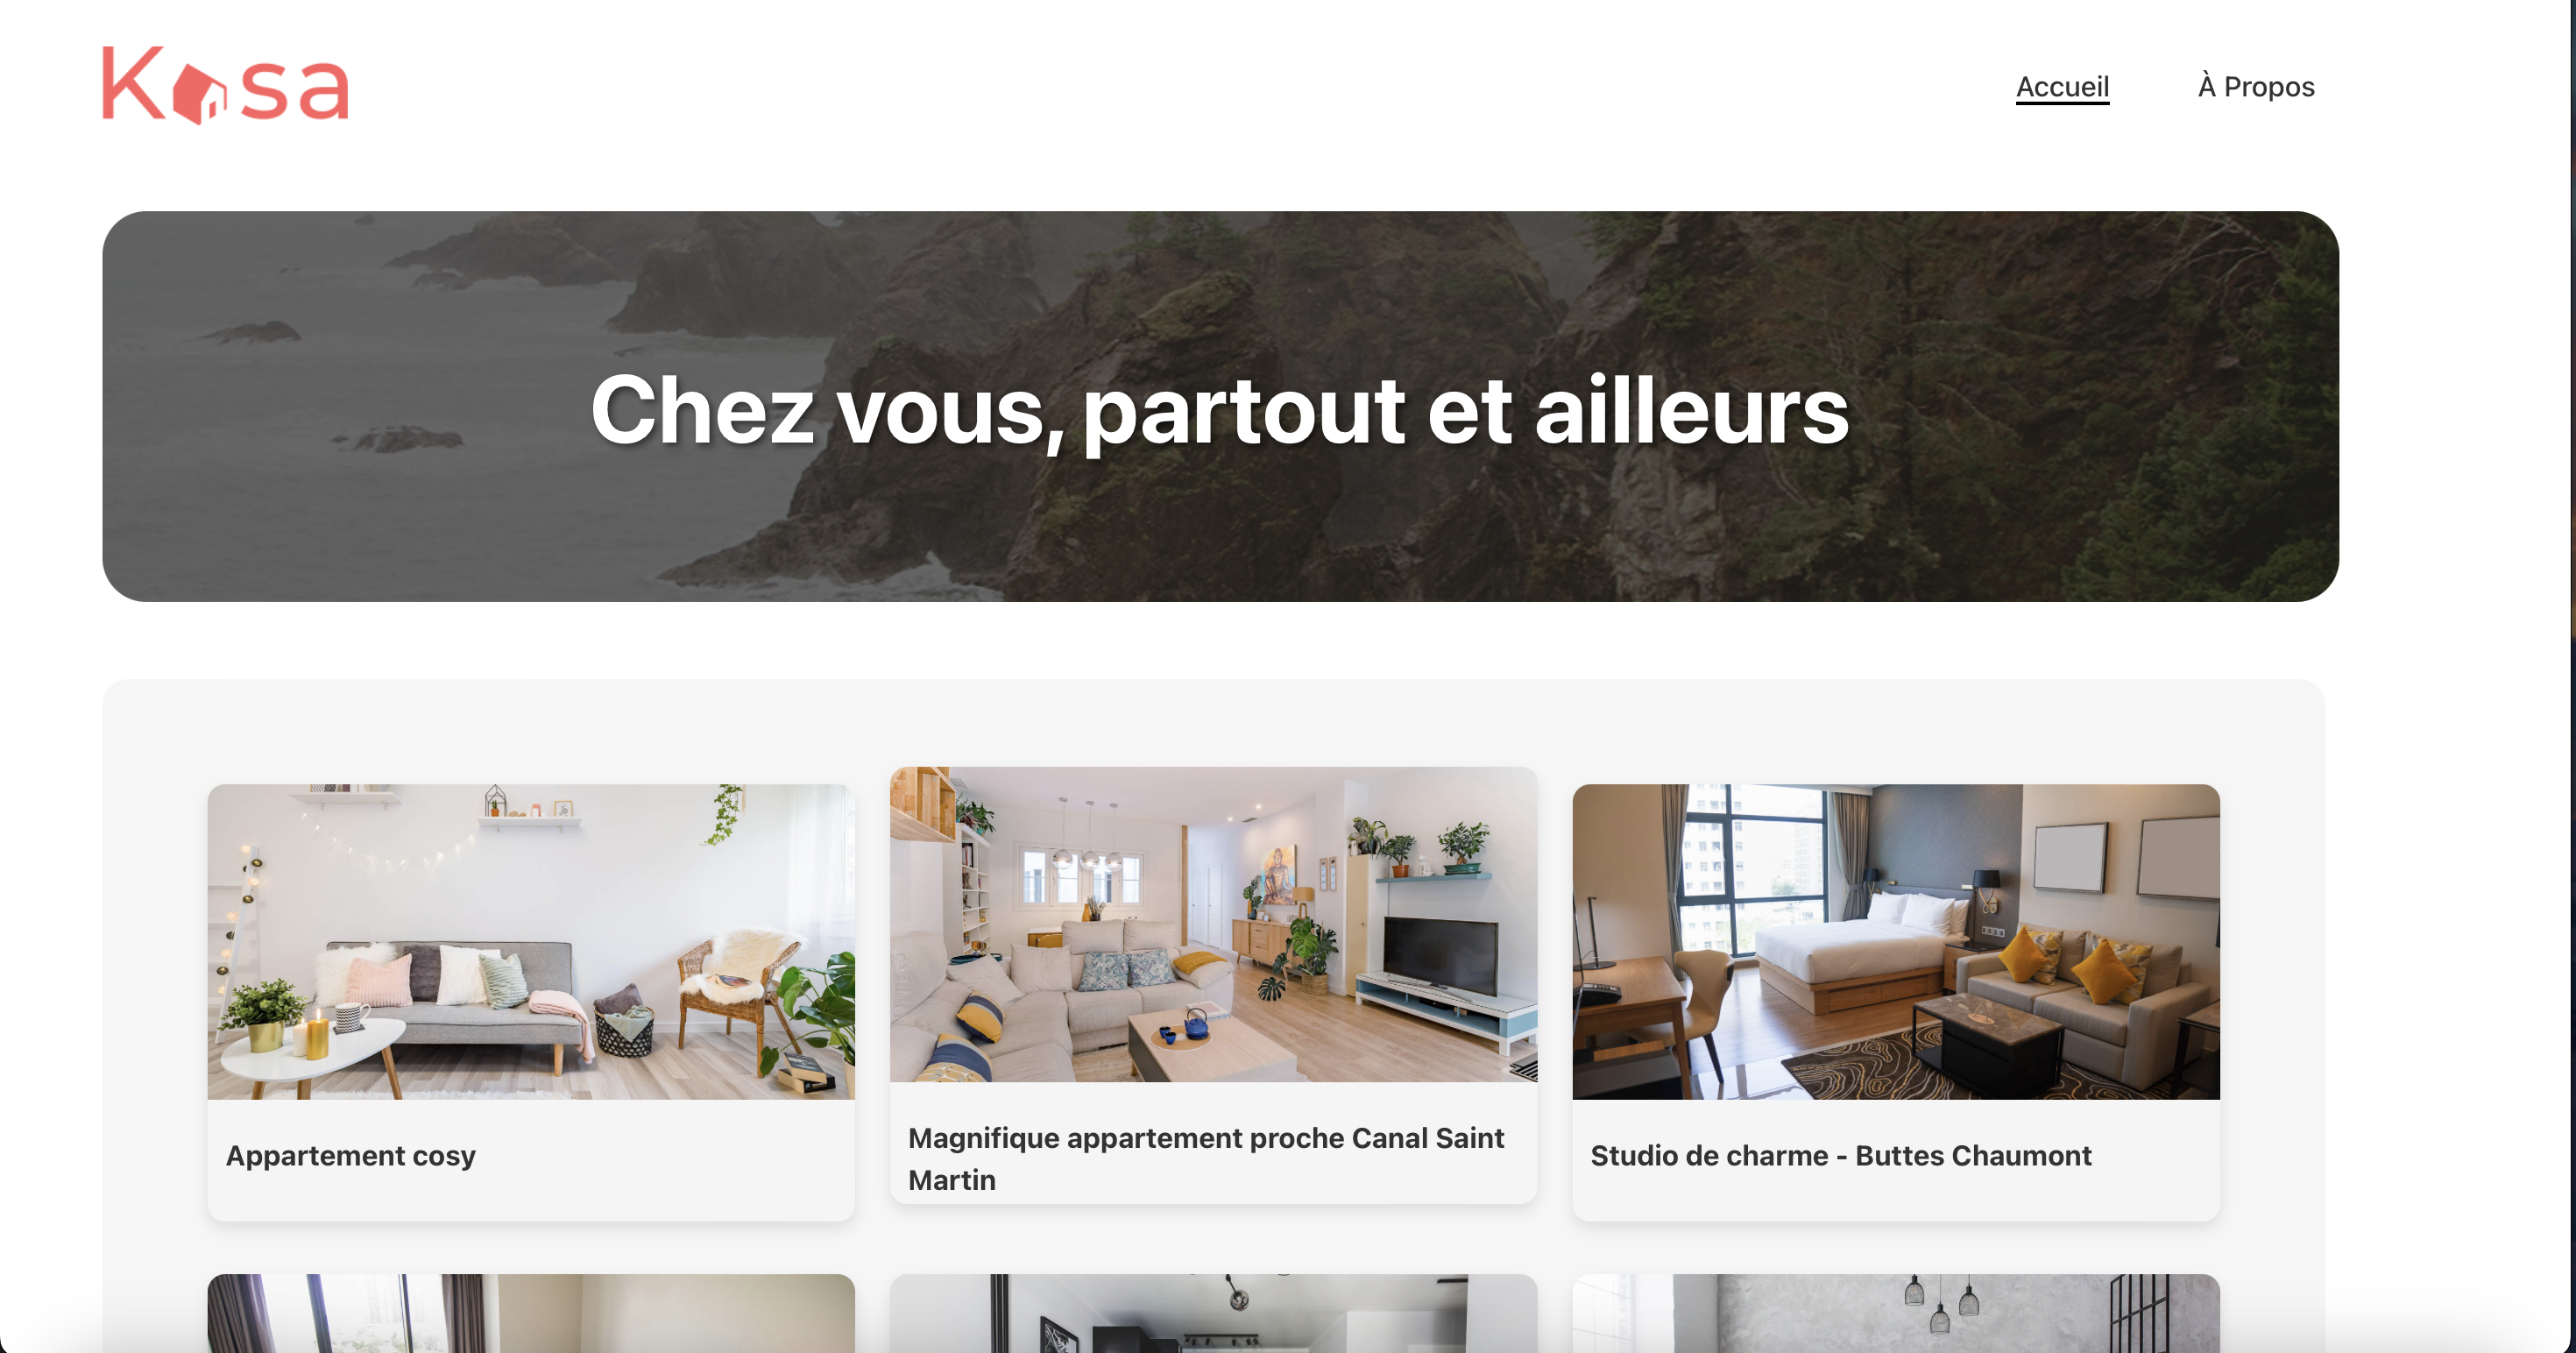 Kasa
Accueil
À Propos
Chez vous, partout et ailleurs
Appartement cosy
Magnifique appartement proche Canal Saint
Martin
Studio de charme - Buttes Chaumont